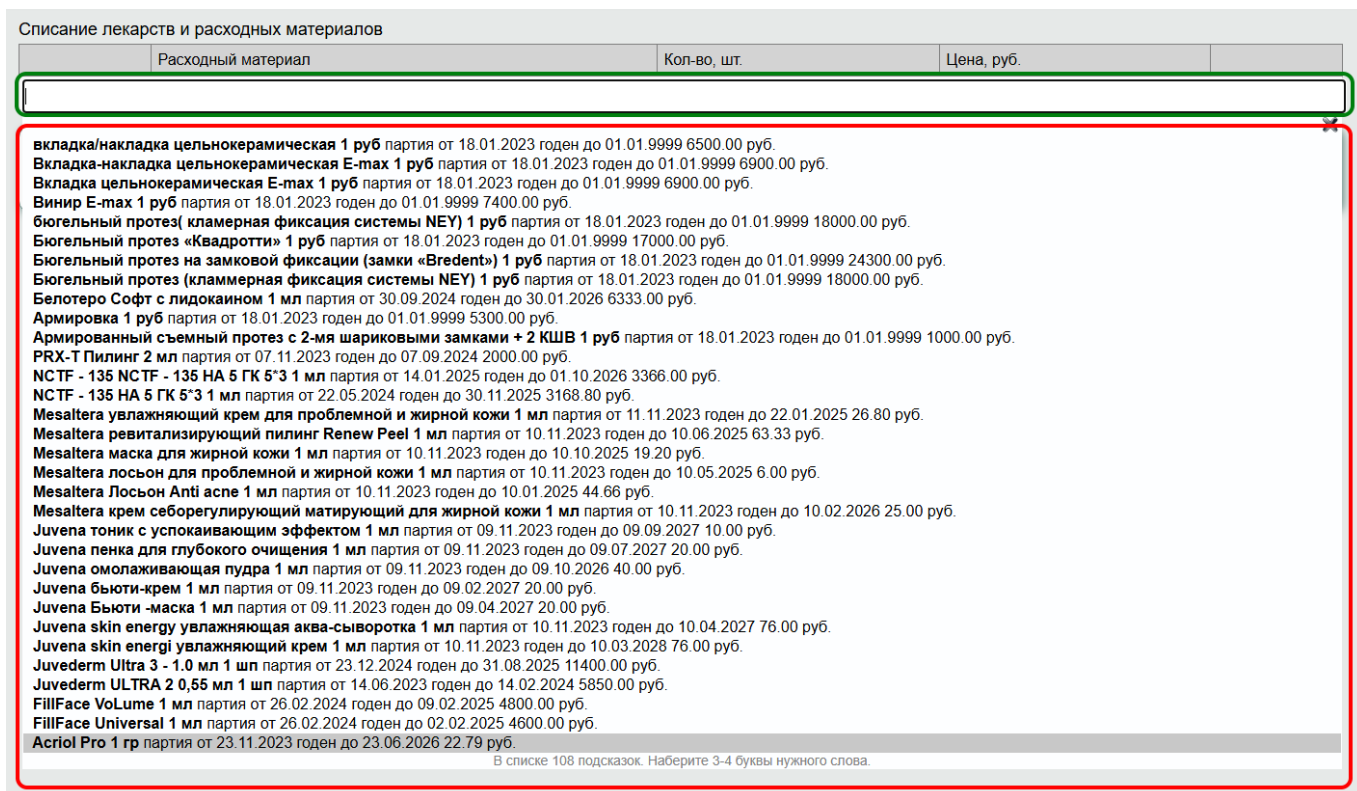 Списание лекарств и расходных материалов
Расходный материал Кол-во, шт. Цена, руб.
вкладка/накладка цельнокерамическая 1 руб партия от 18.01.2023 годен до 01.01.9999 6500.00 руб.
Вкладка-накладка цельнокерамическая E-max 1 руб партия от 18.01.2023 годен до 01.01.9999 6900.00 руб.
Вкладка цельнокерамическая E-max 1 руб партия от 18.01.2023 годен до 01.01.9999 6900.00 руб.
Винир E-max 1 руб партия от 18.01.2023 годен до 01.01.9999 7400.00 руб.
бюгельный протез( кламерная фиксация системы NEY) 1 руб партия от 18.01.2023 годен до 01.01.9999 18000.00 руб.
Бюгельный протез «Квадротти» 1 руб партия от 18.01.2023 годен до 01.01.9999 17000.00 руб.
Бюгельный протез на замковой фиксации (замки «Bredent») 1 руб партия от 18.01.2023 годен до 01.01.9999 24300.00 руб.
Бюгельный протез (кламмерная фиксация системы NEY) 1 руб партия от 18.01.2023 годен до 01.01.9999 18000.00 руб.
Белотеро Софт с лидокаином 1 мл партия от 30.09.2024 годен до 30.01.2026 6333.00 руб.
Армировка 1 руб партия от 18.01.2023 годен до 01.01.9999 5300.00 руб.
Армированный съемный протез с 2-мя шариковыми замками + 2 КШВ 1 руб партия от 18.01.2023 годен до 01.01.9999 1000.00 руб.
PRX-T Пилинг 2 мл партия от 07.11.2023 годен до 07.09.2024 2000.00 руб.
NCTF - 135 NCTF - 135 HA 5 ГК 5*3 1 мл партия от 14.01.2025 годен до 01.10.2026 3366.00 руб.
NCTF - 135 HA 5 ГК 5*3 1 мл партия от 22.05.2024 годен до 30.11.2025 3168.80 руб.
Mesaltera увлажняющий крем для проблемной и жирной кожи 1 мл партия от 11.11.2023 годен до 22.01.2025 26.80 руб.
Mesaltera ревитализирующий пилинг Renew Peel 1 мл партия от 10.11.2023 годен до 10.06.2025 63.33 руб.
Mesaltera маска для жирной кожи 1 мл партия от 10.11.2023 годен до 10.10.2025 19.20 руб.
Mesaltera лосьон для проблемной и жирной кожи 1 мл партия от 10.11.2023 годен до 10.05.2025 6.00 руб.
Mesaltera Лосьон Anti acne 1 мл партия от 10.11.2023 годен до 10.01.2025 44.66 руб.
Mesaltera крем себорегулирующий матирующий для жирной кожи 1 мл партия от 10.11.2023 годен до 10.02.2026 25.00 руб.
Juvena тоник с успокаивающим эффектом 1 мл партия от 09.11.2023 годен до 09.09.2027 10.00 руб.
Juvena пенка для глубокого очищения 1 мл партия от 09.11.2023 годен до 09.07.2027 20.00 руб.
Juvena омолаживающая пудра 1 мл партия от 09.11.2023 годен до 09.10.2026 40.00 руб.
Juvena бьюти-крем 1 мл партия от 09.11.2023 годен до 09.02.2027 20.00 руб.
Juvena Бьюти -маска 1 мл партия от 09.11.2023 годен до 09.04.2027 20.00 руб.
Juvena skin energy увлажняющая аква-сыворотка 1 мл партия от 10.11.2023 годен до 10.04.2027 76.00 руб.
Juvena skin energi увлажняющий крем 1 мл партия от 10.11.2023 годен до 10.03.2028 76.00 руб.
Juvederm Ultra 3 - 1.0 мл 1 шп партия от 23.12.2024 годен до 31.08.2025 11400.00 руб.
Juvederm ULTRA 2 0,55 мл 1 шп партия от 14.06.2023 годен до 14.02.2024 5850.00 руб.
FillFace VoLume 1 мл партия от 26.02.2024 годен до 09.02.2025 4800.00 руб.
FillFace Universal 1 мл партия от 26.02.2024 годен до 02.02.2025 4600.00 руб.
Acriol Pro 1 гр партия от 23.11.2023 годен до 23.06.2026 22.79 руб.
В списке 108 подсказок. Наберите 3-4 буквы нужного слова.